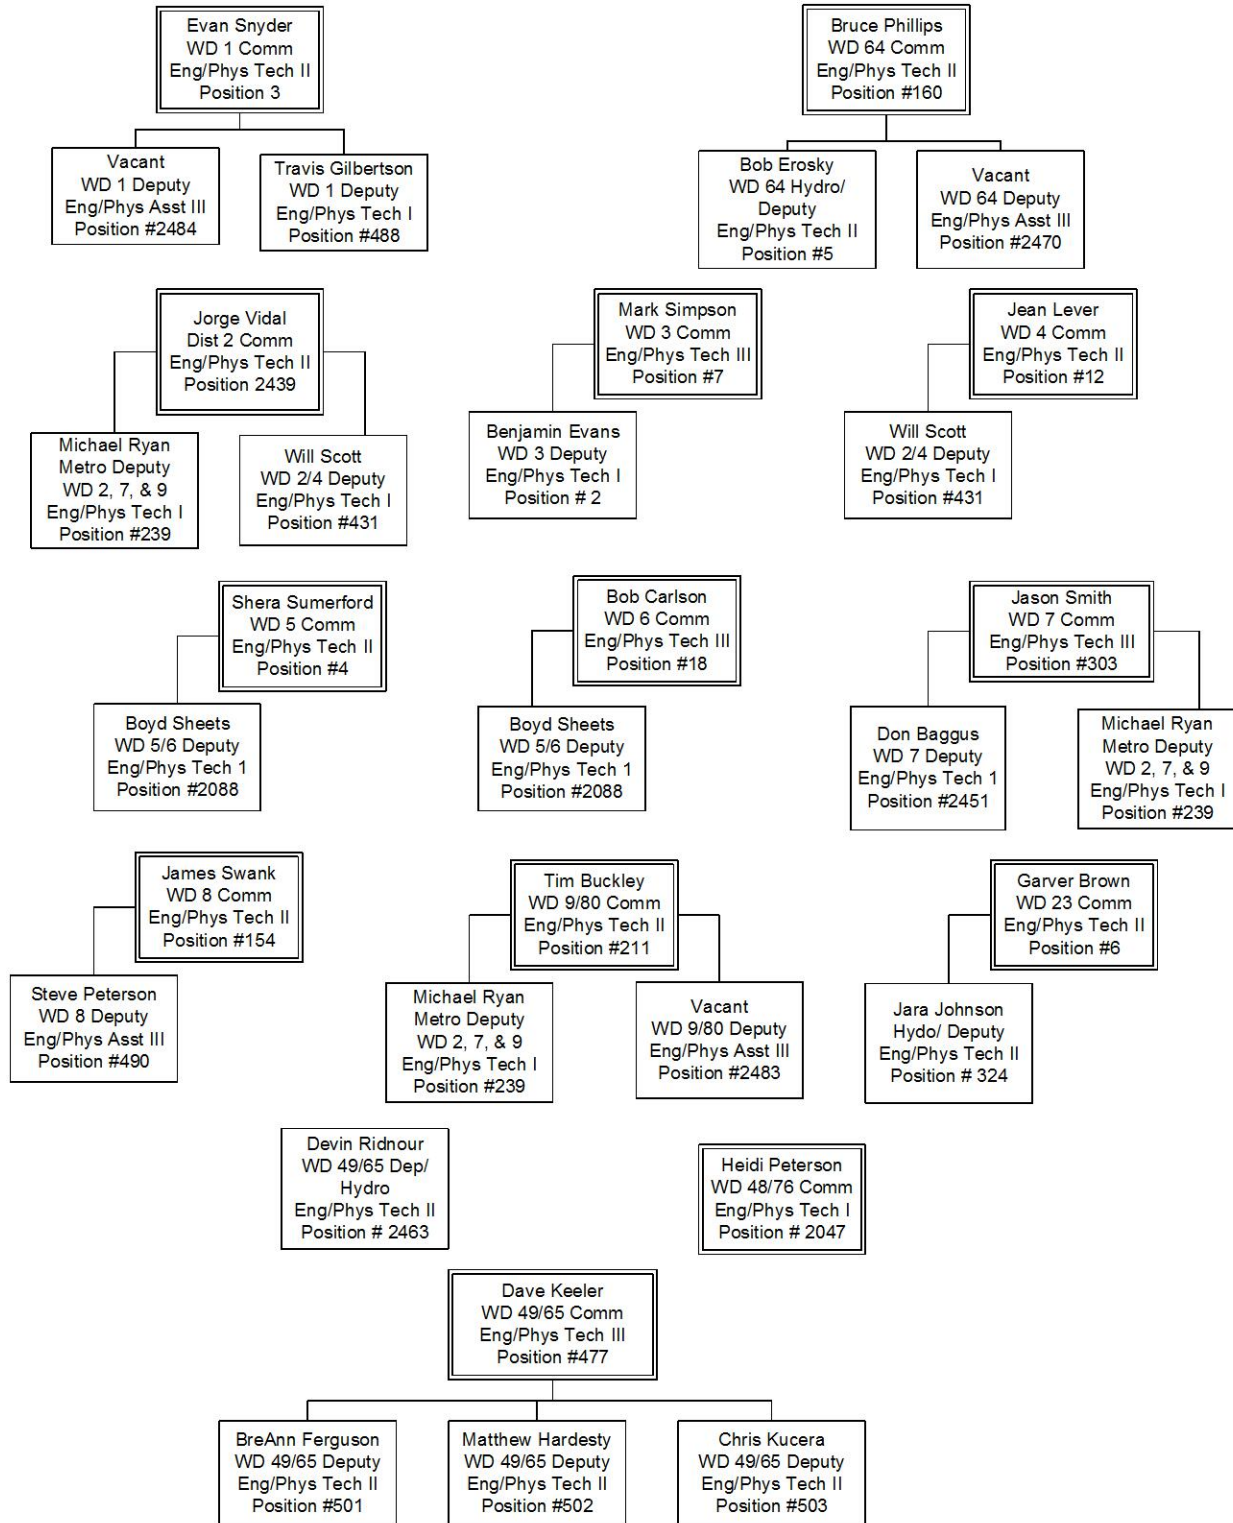 Evan Snyder
WD 1 Comm
Eng/Phys Tech II
Position 3
Bruce Phillips
WD 64 Comm
Eng/Phys Tech II
Position #160
Vacant
WD 1 Deputy
Eng/Phys Asst III
Position #2484
Travis Gilbertson
WD 1 Deputy
Eng/Phys Tech I
Position #488
Bob Erosky
WD 64 Hydro/
Deputy
Eng/Phys Tech II
Position #5
Vacant
WD 64 Deputy
Eng/Phys Asst III
Position #2470
Jorge Vidal
Dist 2 Comm
Eng/Phys Tech II
Position 2439
Mark Simpson
WD 3 Comm
Eng/Phys Tech III
Position #7
Jean Lever
WD 4 Comm
Eng/Phys Tech II
Position #12
Michael Ryan
Metro Deputy
WD 2, 7, & 9
Eng/Phys Tech I
Position #239
Will Scott
WD 2/4 Deputy
Eng/Phys Tech I
Position #431
Benjamin Evans
WD 3 Deputy
Eng/Phys Tech I
Position # 2
Will Scott
WD 2/4 Deputy
Eng/Phys Tech I
Position #431
Shera Sumerford
WD 5 Comm
Eng/Phys Tech II
Position #4
Bob Carlson
WD 6 Comm
Eng/Phys Tech III
Position #18
Jason Smith
WD 7 Comm
Eng/Phys Tech III
Position #303
Boyd Sheets
WD 5/6 Deputy
Eng/Phys Tech 1
Position #2088
Boyd Sheets
WD 5/6 Deputy
Eng/Phys Tech 1
Position #2088
Don Baggus
WD 7 Deputy
Eng/Phys Tech 1
Position #2451
Michael Ryan
Metro Deputy
WD 2, 7, & 9
Eng/Phys Tech I
Position #239
James Swank
WD 8 Comm
Eng/Phys Tech II
Position #154
Tim Buckley
WD 9/80 Comm
Eng/Phys Tech II
Position #211
Garver Brown
WD 23 Comm
Eng/Phys Tech II
Position #6
Steve Peterson
WD 8 Deputy
Eng/Phys Asst III
Position #490
Michael Ryan
Metro Deputy
WD 2, 7, & 9
Eng/Phys Tech I
Position #239
Vacant
WD 9/80 Deputy
Eng/Phys Asst III
Position #2483
Jara Johnson
Hydo/ Deputy
Eng/Phys Tech II
Position # 324
Devin Ridnour
WD 49/65 Dep/
Hydro
Eng/Phys Tech II
Position # 2463
Heidi Peterson
WD 48/76 Comm
Eng/Phys Tech I
Position # 2047
Dave Keeler
WD 49/65 Comm
Eng/Phys Tech III
Position #477
BreAnn Ferguson
WD 49/65 Deputy
Eng/Phys Tech II
Position #501
Matthew Hardesty
WD 49/65 Deputy
Eng/Phys Tech II
Position #502
Chris Kucera
WD 49/65 Deputy
Eng/Phys Tech II
Position #503